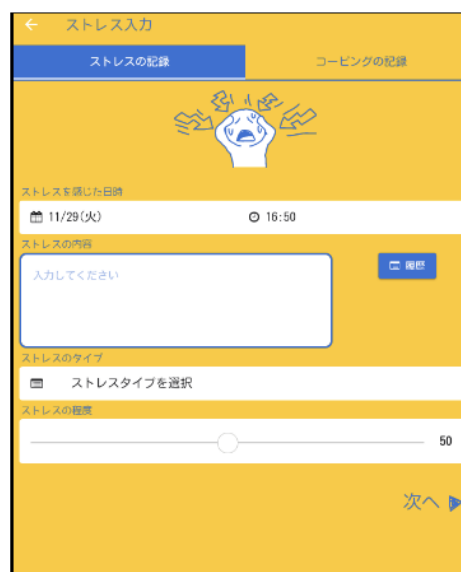 ストレス入力
ストレスの記録
コーピングの記録
ストレスを感じた日時
11/29(火)
16:50
ストレスの内容
入力してください
履歴
ストレスのタイプ
ストレスタイプを選択
ストレスの程度
50
次へ